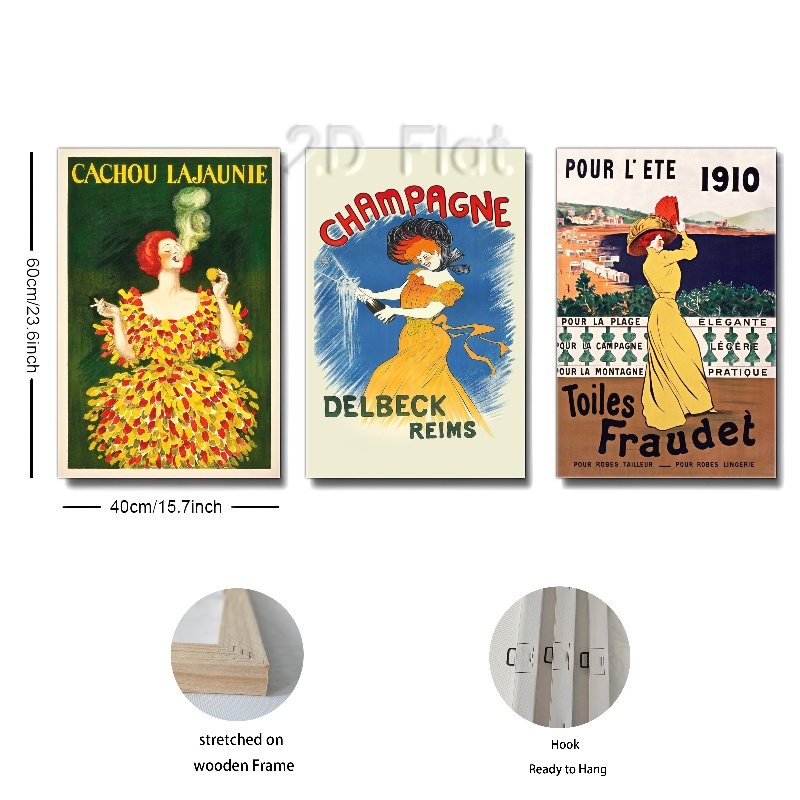 2D Flat
CACHOU LAJAUNIE
CHAMPAGNE
DELBECK
REIMS
POUR L'ETE 1910
POUR LA PLAGE ÉLÉGANTE
POUR LA CAMPAGNE LÉGÈRE
POUR LA MONTAGNE PRATIQUE
Toiles
Fraudet
POUR ROBES TAILLEUR — POUR ROBES LINGERIE
60cm/23.6inch
40cm/15.7inch
stretched on
wooden Frame
Hook
Ready to Hang